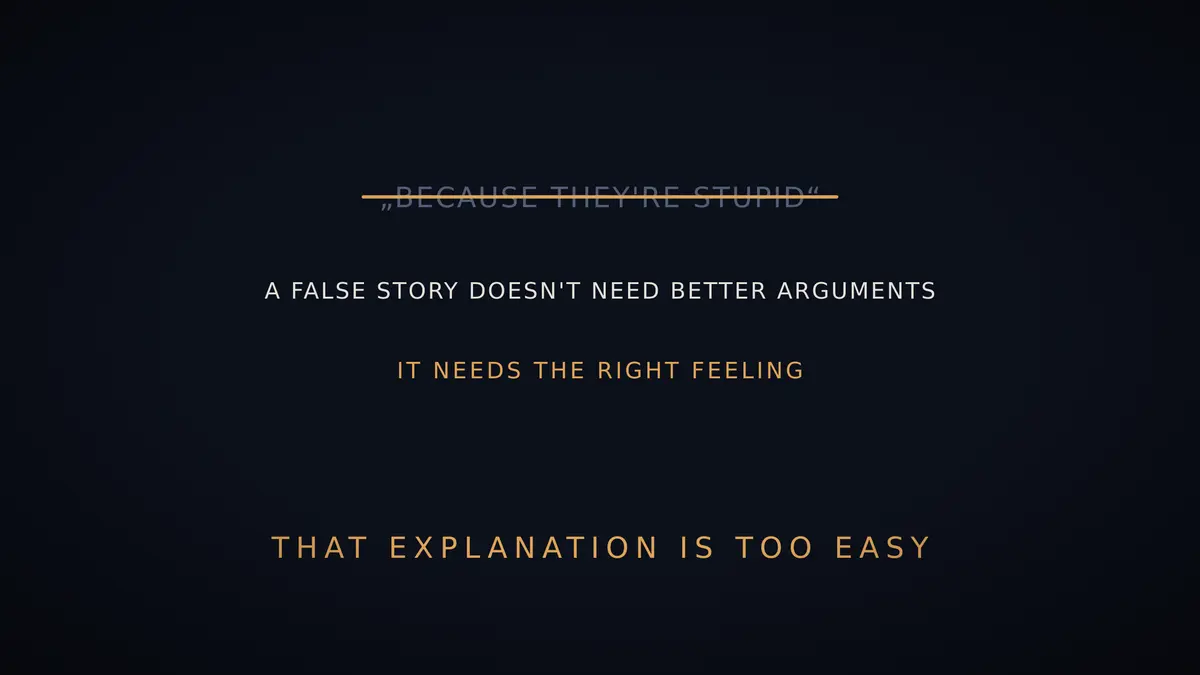 „BECAUSE THEY'RE STUPID“
A FALSE STORY DOESN'T NEED BETTER ARGUMENTS
IT NEEDS THE RIGHT FEELING
THAT EXPLANATION IS TOO EASY